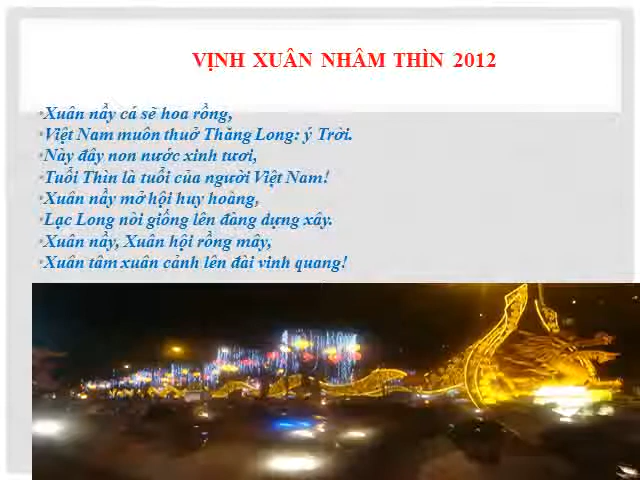 VỊNH XUÂN NHÂM THÌN 2012
•Xuân nầy cá sẽ hoa rồng,
•Việt Nam muôn thuở Thăng Long: ý Trời.
•Này đây non nước xinh tươi,
•Tuổi Thìn là tuổi của người Việt Nam!
•Xuân nầy mở hội huy hoàng,
•Lạc Long nòi giống lên đàng dựng xây.
•Xuân nầy, Xuân hội rồng mây,
•Xuân tâm xuân cảnh lên đài vinh quang!